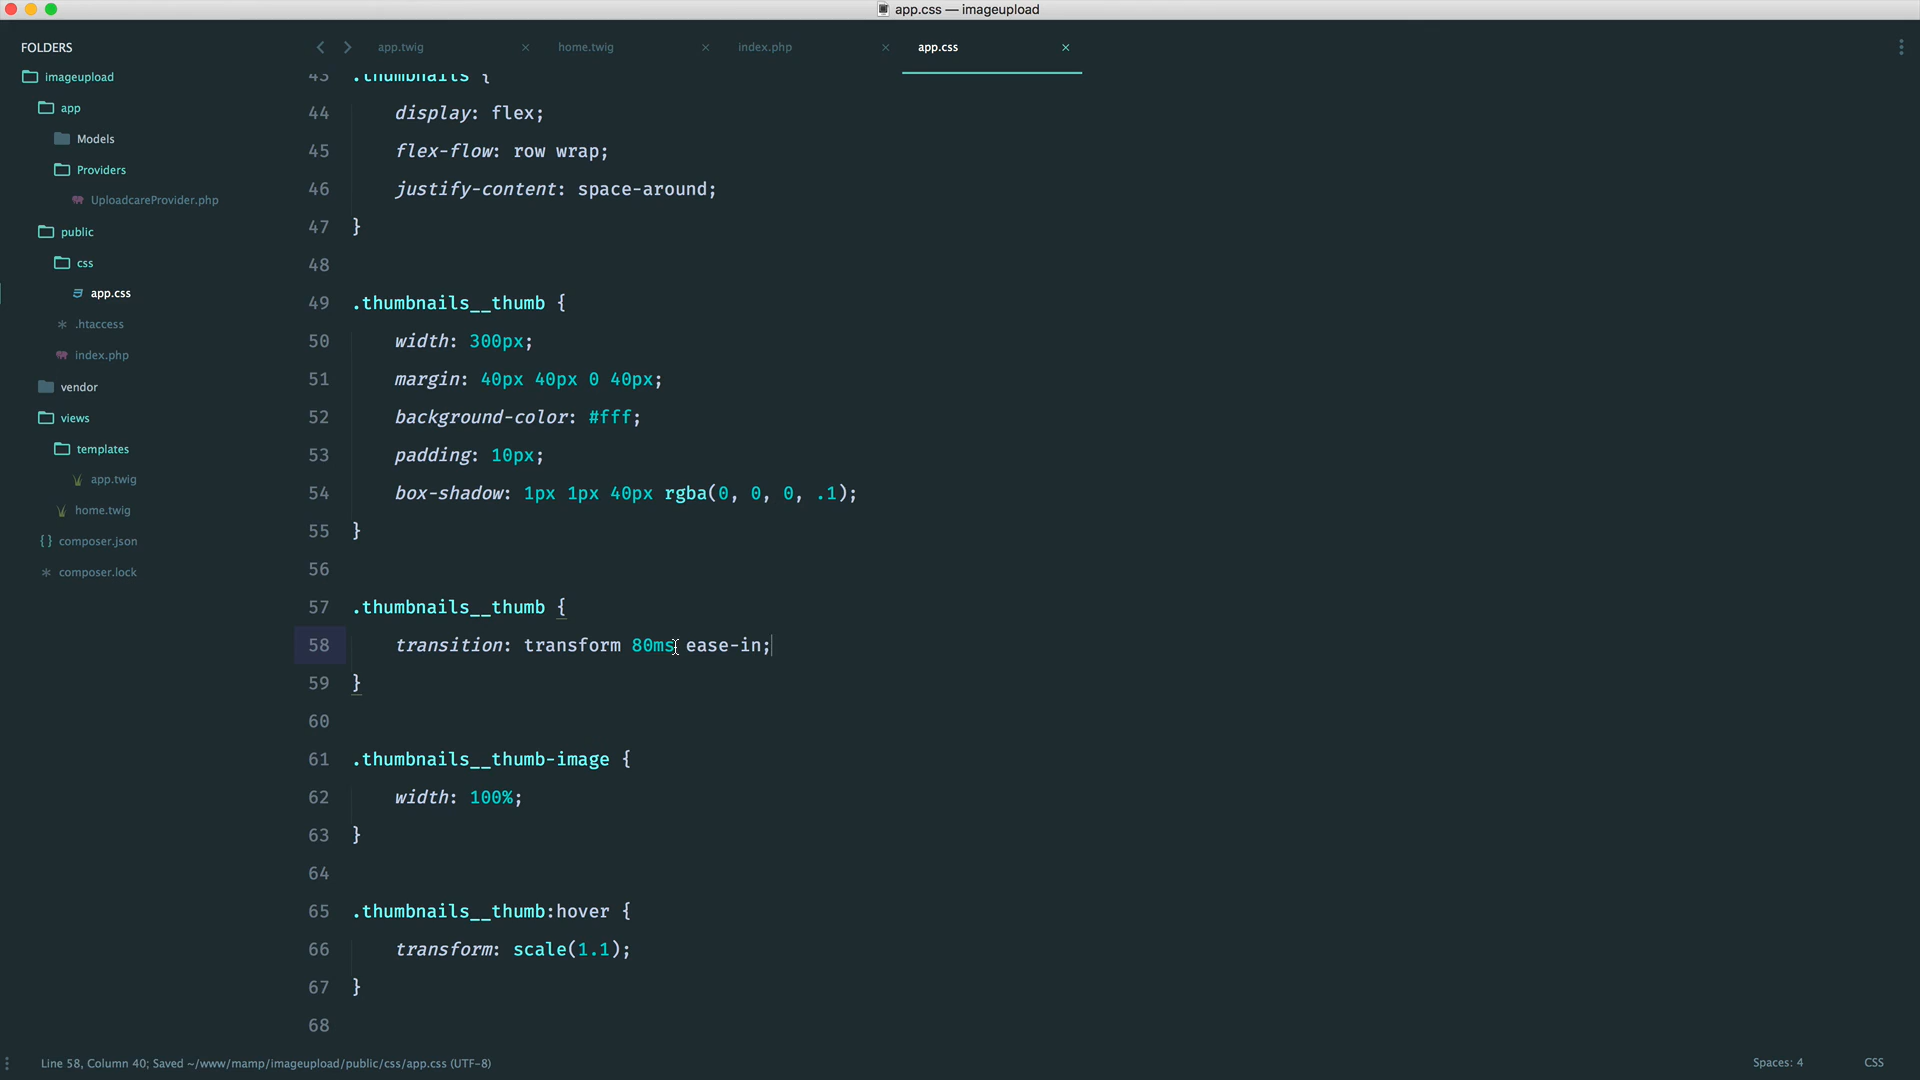 app.css — imageupload
FOLDERS
imageupload
app
Models
Providers
UploadcareProvider.php
public
css
app.css
.htaccess
index.php
vendor
views
templates
app.twig
home.twig
{ } composer.json
* composer.lock
app.twig ×
home.twig ×
index.php ×
app.css ×
43 .thumbnails {
44 display: flex;
45 flex-flow: row wrap;
46 justify-content: space-around;
47 }
48
49 .thumbnails__thumb {
50 width: 300px;
51 margin: 40px 40px 0 40px;
52 background-color: #fff;
53 padding: 10px;
54 box-shadow: 1px 1px 40px rgba(0, 0, 0, .1);
55 }
56
57 .thumbnails__thumb {
58 transition: transform 80ms ease-in;
59 }
60
61 .thumbnails__thumb-image {
62 width: 100%;
63 }
64
65 .thumbnails__thumb:hover {
66 transform: scale(1.1);
67 }
68
Line 58, Column 40; Saved ~/www/mamp/imageupload/public/css/app.css (UTF-8)
Spaces: 4
CSS